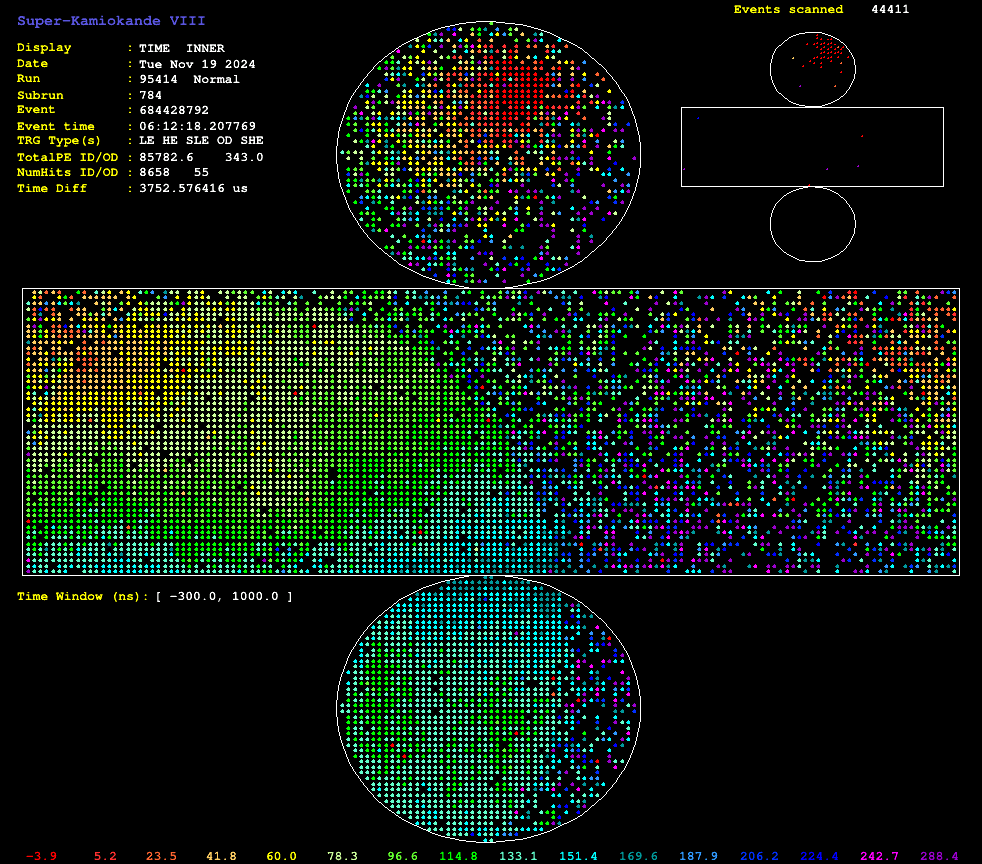 Super-Kamiokande VIII
Events scanned 44411
Display : TIME INNER
Date : Tue Nov 19 2024
Run : 95414 Normal
Subrun : 784
Event : 684428792
Event time : 06:12:18.207769
TRG Type(s) : LE HE SLE OD SHE
TotalPE ID/OD : 85782.6 343.0
NumHits ID/OD : 8658 55
Time Diff : 3752.576416 us
Time Window (ns): [ -300.0, 1000.0 ]
-3.9 5.2 23.5 41.8 60.0 78.3 96.6 114.8 133.1 151.4 169.6 187.9 206.2 224.4 242.7 288.4